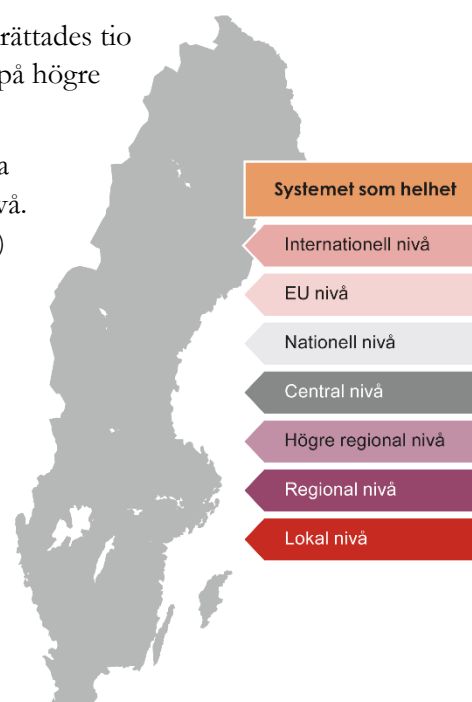 rättades tio
på högre
a
vå.
)
Systemet som helhet
Internationell nivå
EU nivå
Nationell nivå
Central nivå
Högre regional nivå
Regional nivå
Lokal nivå